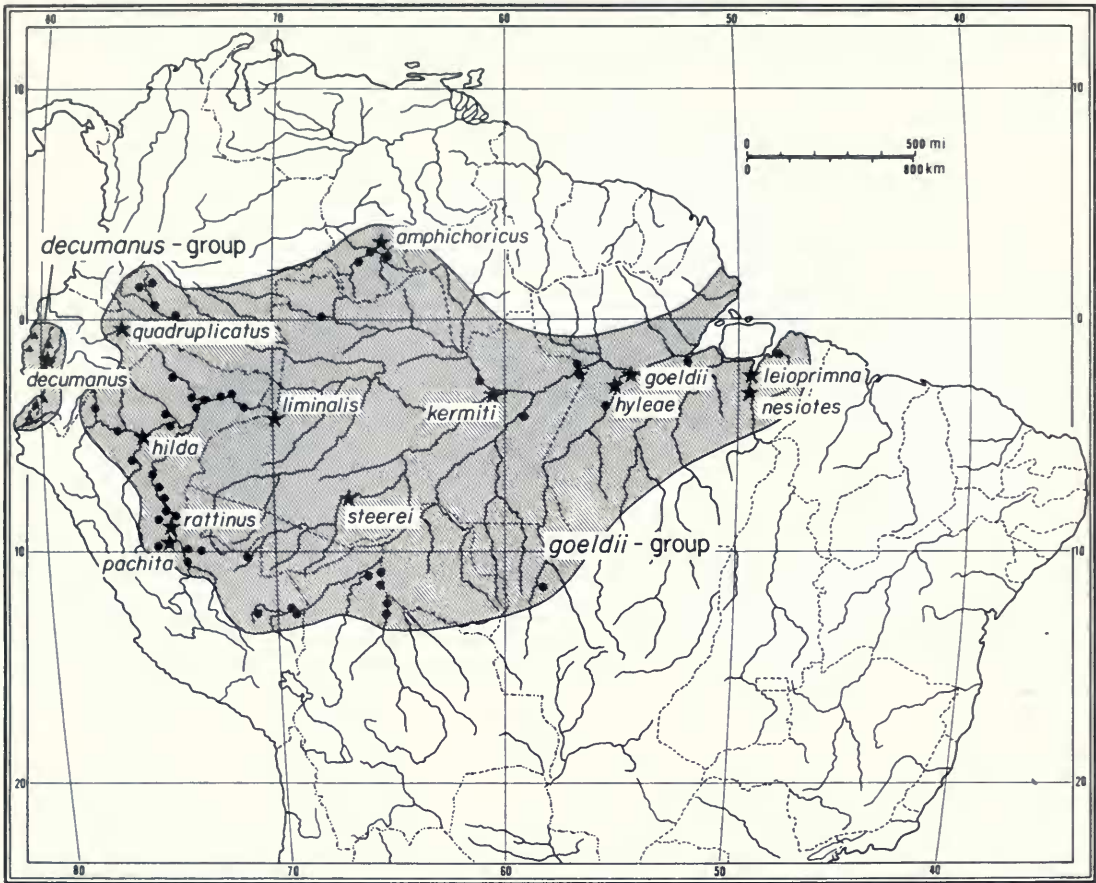 80 70 60 50 40
10 10
0 500 mi
0 800 km
decumanus - group
amphichoricus
0 0
quadruplicatus
decumanus
goeldii
leioprimna
liminalis
kermiti
hyleae
nesiotes
hilda
rattinus
steerei
goeldii - group
pachita
10 10
20 20
80 70 60 50 40